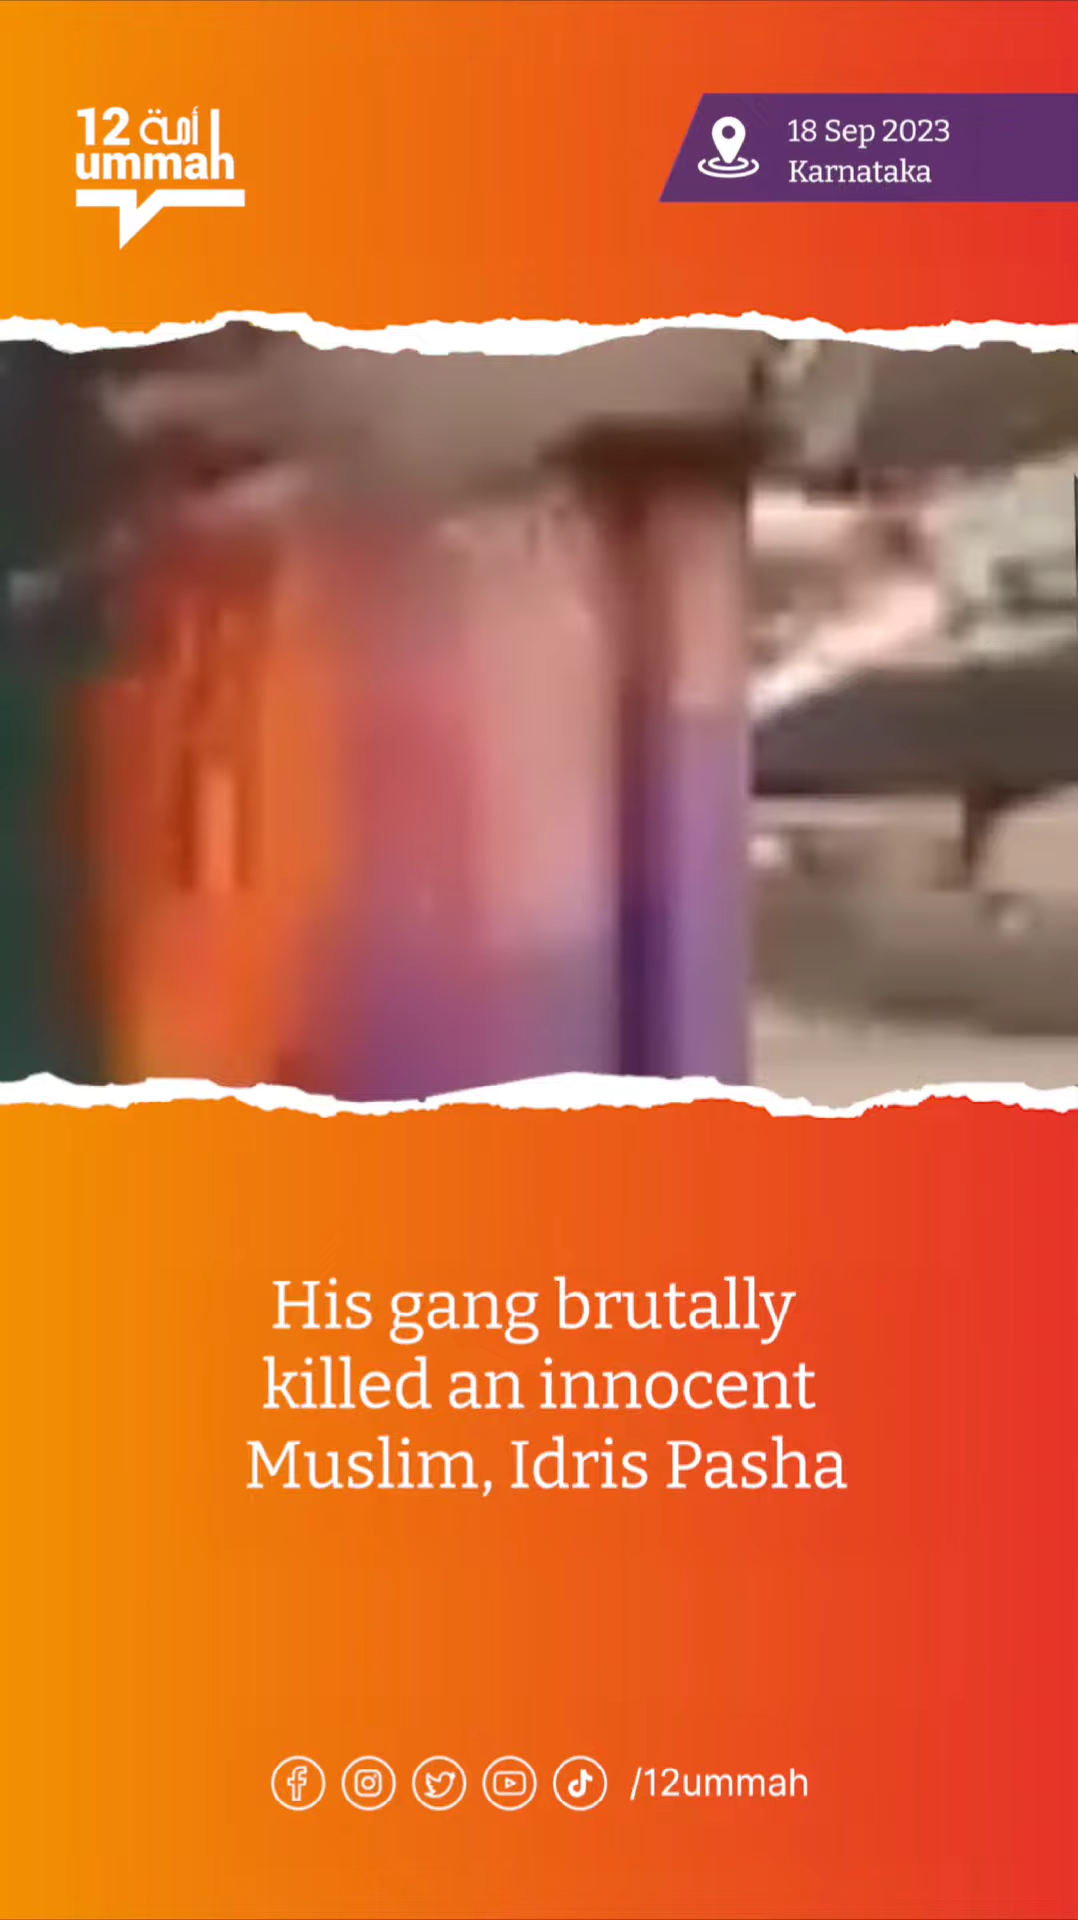 12 أمة
ummah
18 Sep 2023
Karnataka
His gang brutally
killed an innocent
Muslim, Idris Pasha
/12ummah